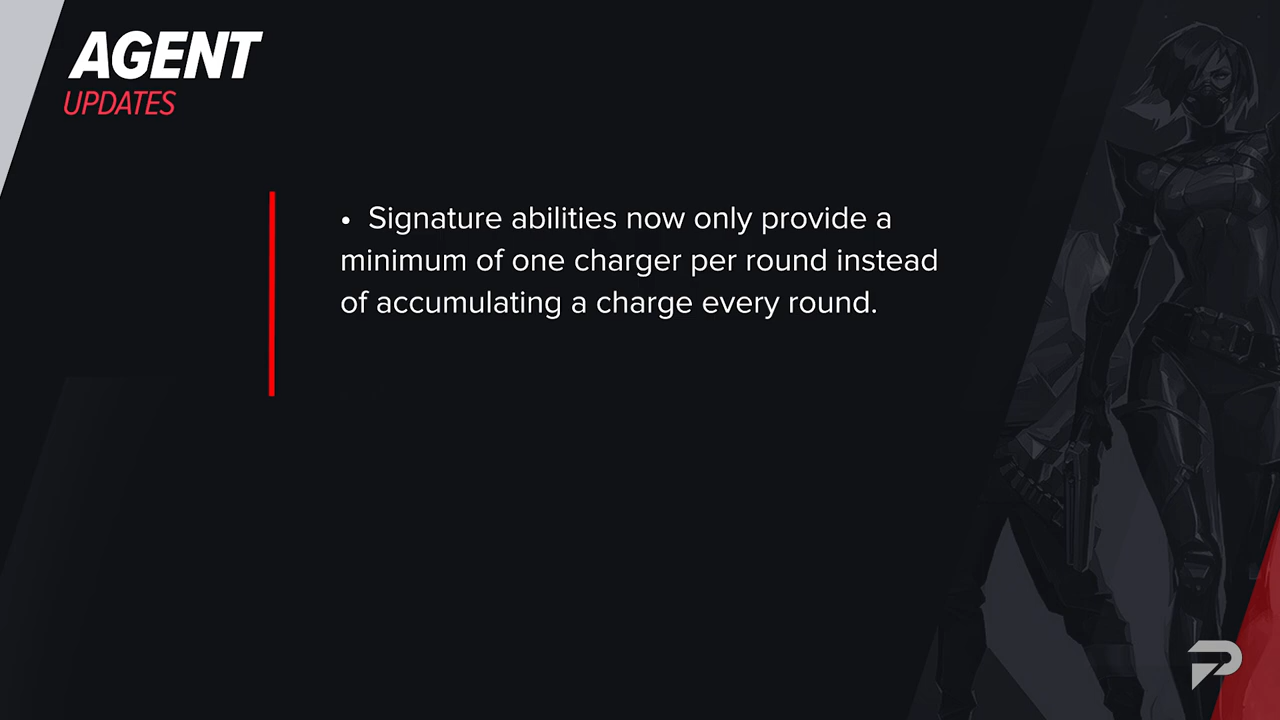 AGENT
UPDATES
• Signature abilities now only provide a
minimum of one charger per round instead
of accumulating a charge every round.